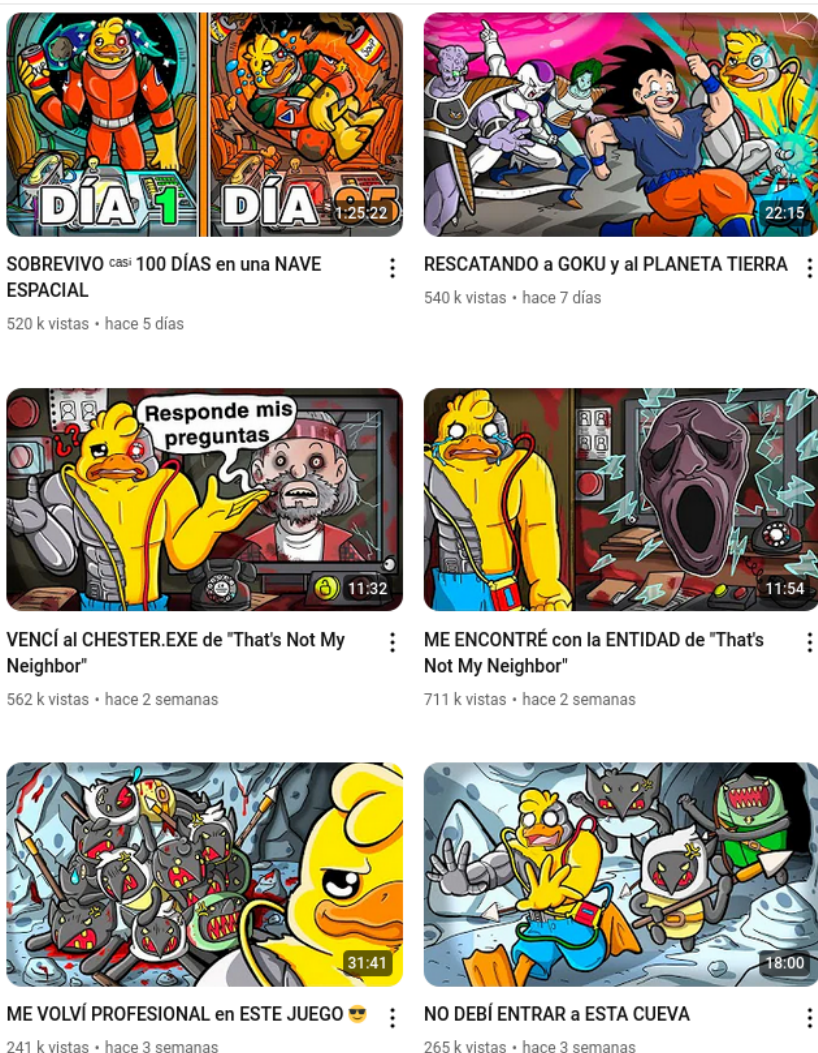 DÍA 1
DÍA 95
1:25:22
22:15
SOBREVIVO casi 100 DÍAS en una NAVE
ESPACIAL
520 k vistas • hace 5 días
RESCATANDO a GOKU y al PLANETA TIERRA
540 k vistas • hace 7 días
Responde mis
preguntas
11:32
11:54
VENCÍ al CHESTER.EXE de "That's Not My
Neighbor"
562 k vistas • hace 2 semanas
ME ENCONTRÉ con la ENTIDAD de "That's
Not My Neighbor"
711 k vistas • hace 2 semanas
31:41
18:00
ME VOLVÍ PROFESIONAL en ESTE JUEGO 😎
241 k vistas • hace 3 semanas
NO DEBÍ ENTRAR a ESTA CUEVA
265 k vistas • hace 3 semanas